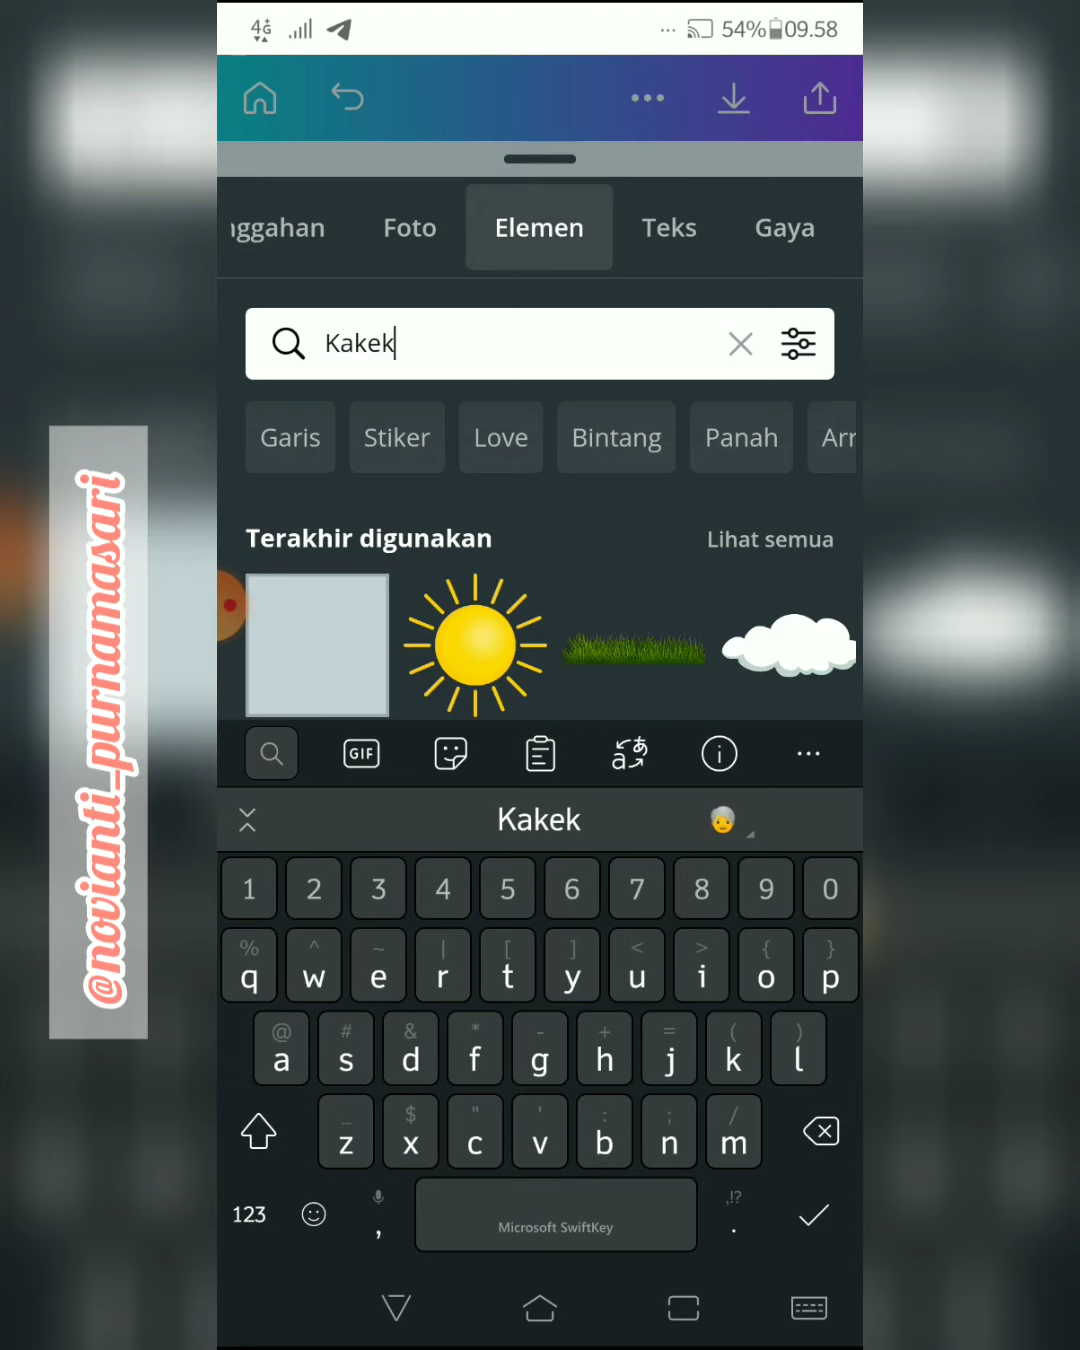 4G
54% 09.58
nggahan Foto Elemen Teks Gaya
Kakek
Garis Stiker Love Bintang Panah Arr
Terakhir digunakan Lihat semua
GIF
Kakek
1 2 3 4 5 6 7 8 9 0
% ^ ~ | [ ] < > { }
q w e r t y u i o p
@ # & * - + = ( )
a s d f g h j k l
_ $ " ' : ; /
z x c v b n m
,!?
123 , Microsoft SwiftKey .
@novianti_purnamasari